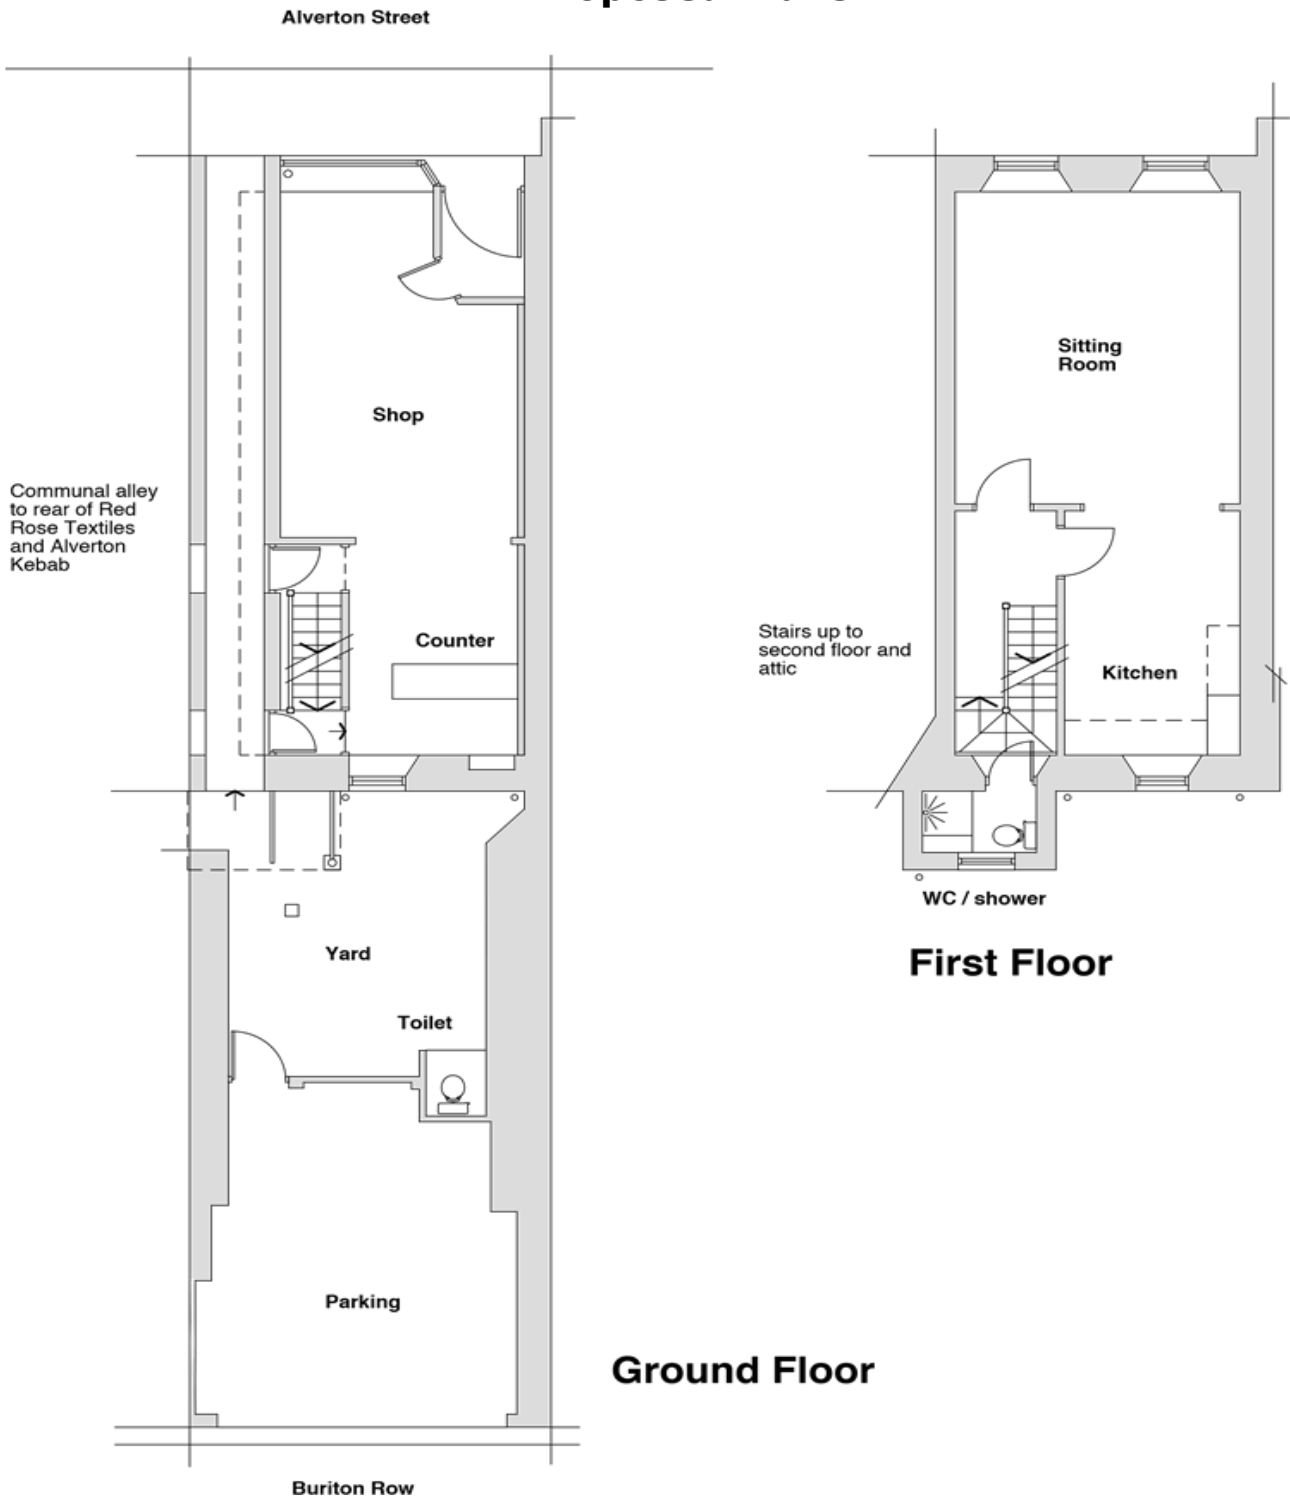 Alverton Street
Communal alley
to rear of Red
Rose Textiles
and Alverton
Kebab
Shop
Counter
Yard
Toilet
Parking
Ground Floor
Buriton Row
Sitting
Room
Stairs up to
second floor and
attic
Kitchen
WC / shower
First Floor